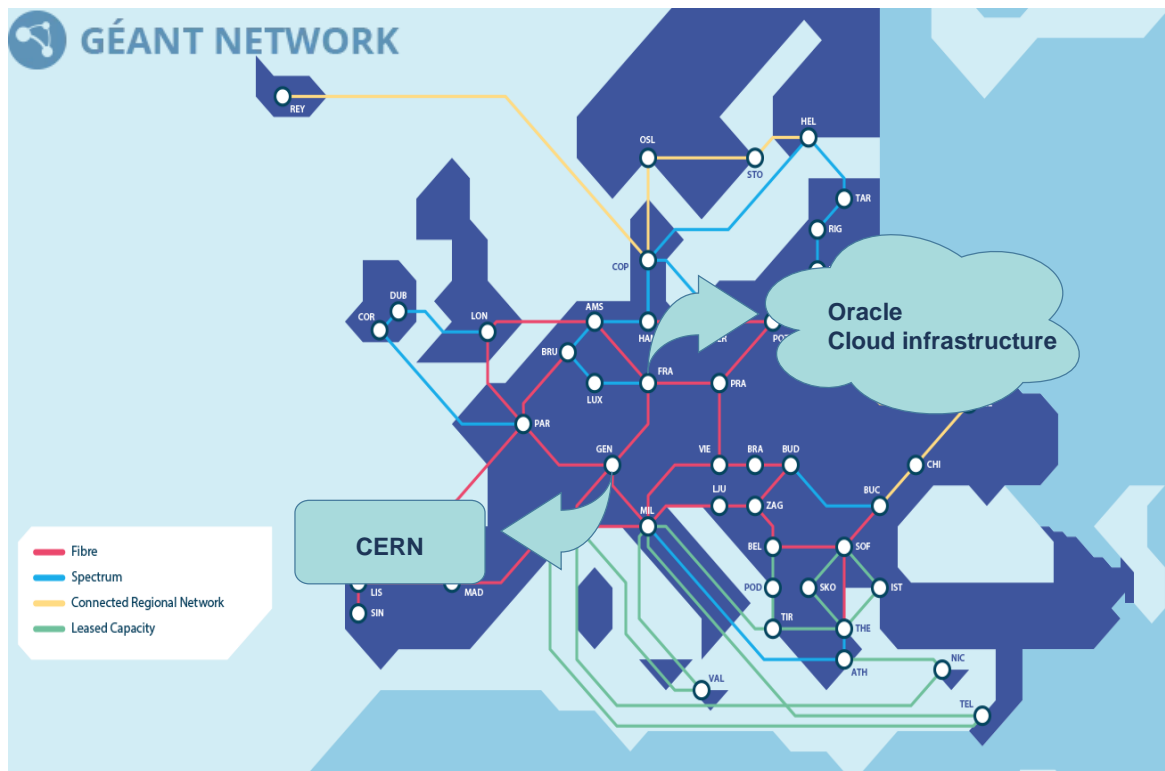 GÉANT NETWORK
REY
OSL
HEL
STO
TAR
RIG
COP
DUB
COR
LON
AMS
Oracle
Cloud infrastructure
BRU
FRA
PRA
LUX
PAR
GEN
VIE
BRA
BUD
CHI
LJU
ZAG
BUC
MIL
CERN
BEL
SOF
Fibre
Spectrum
Connected Regional Network
Leased Capacity
LIS
MAD
SIN
POD
SKO
IST
TIR
THE
ATH
NIC
VAL
TEL